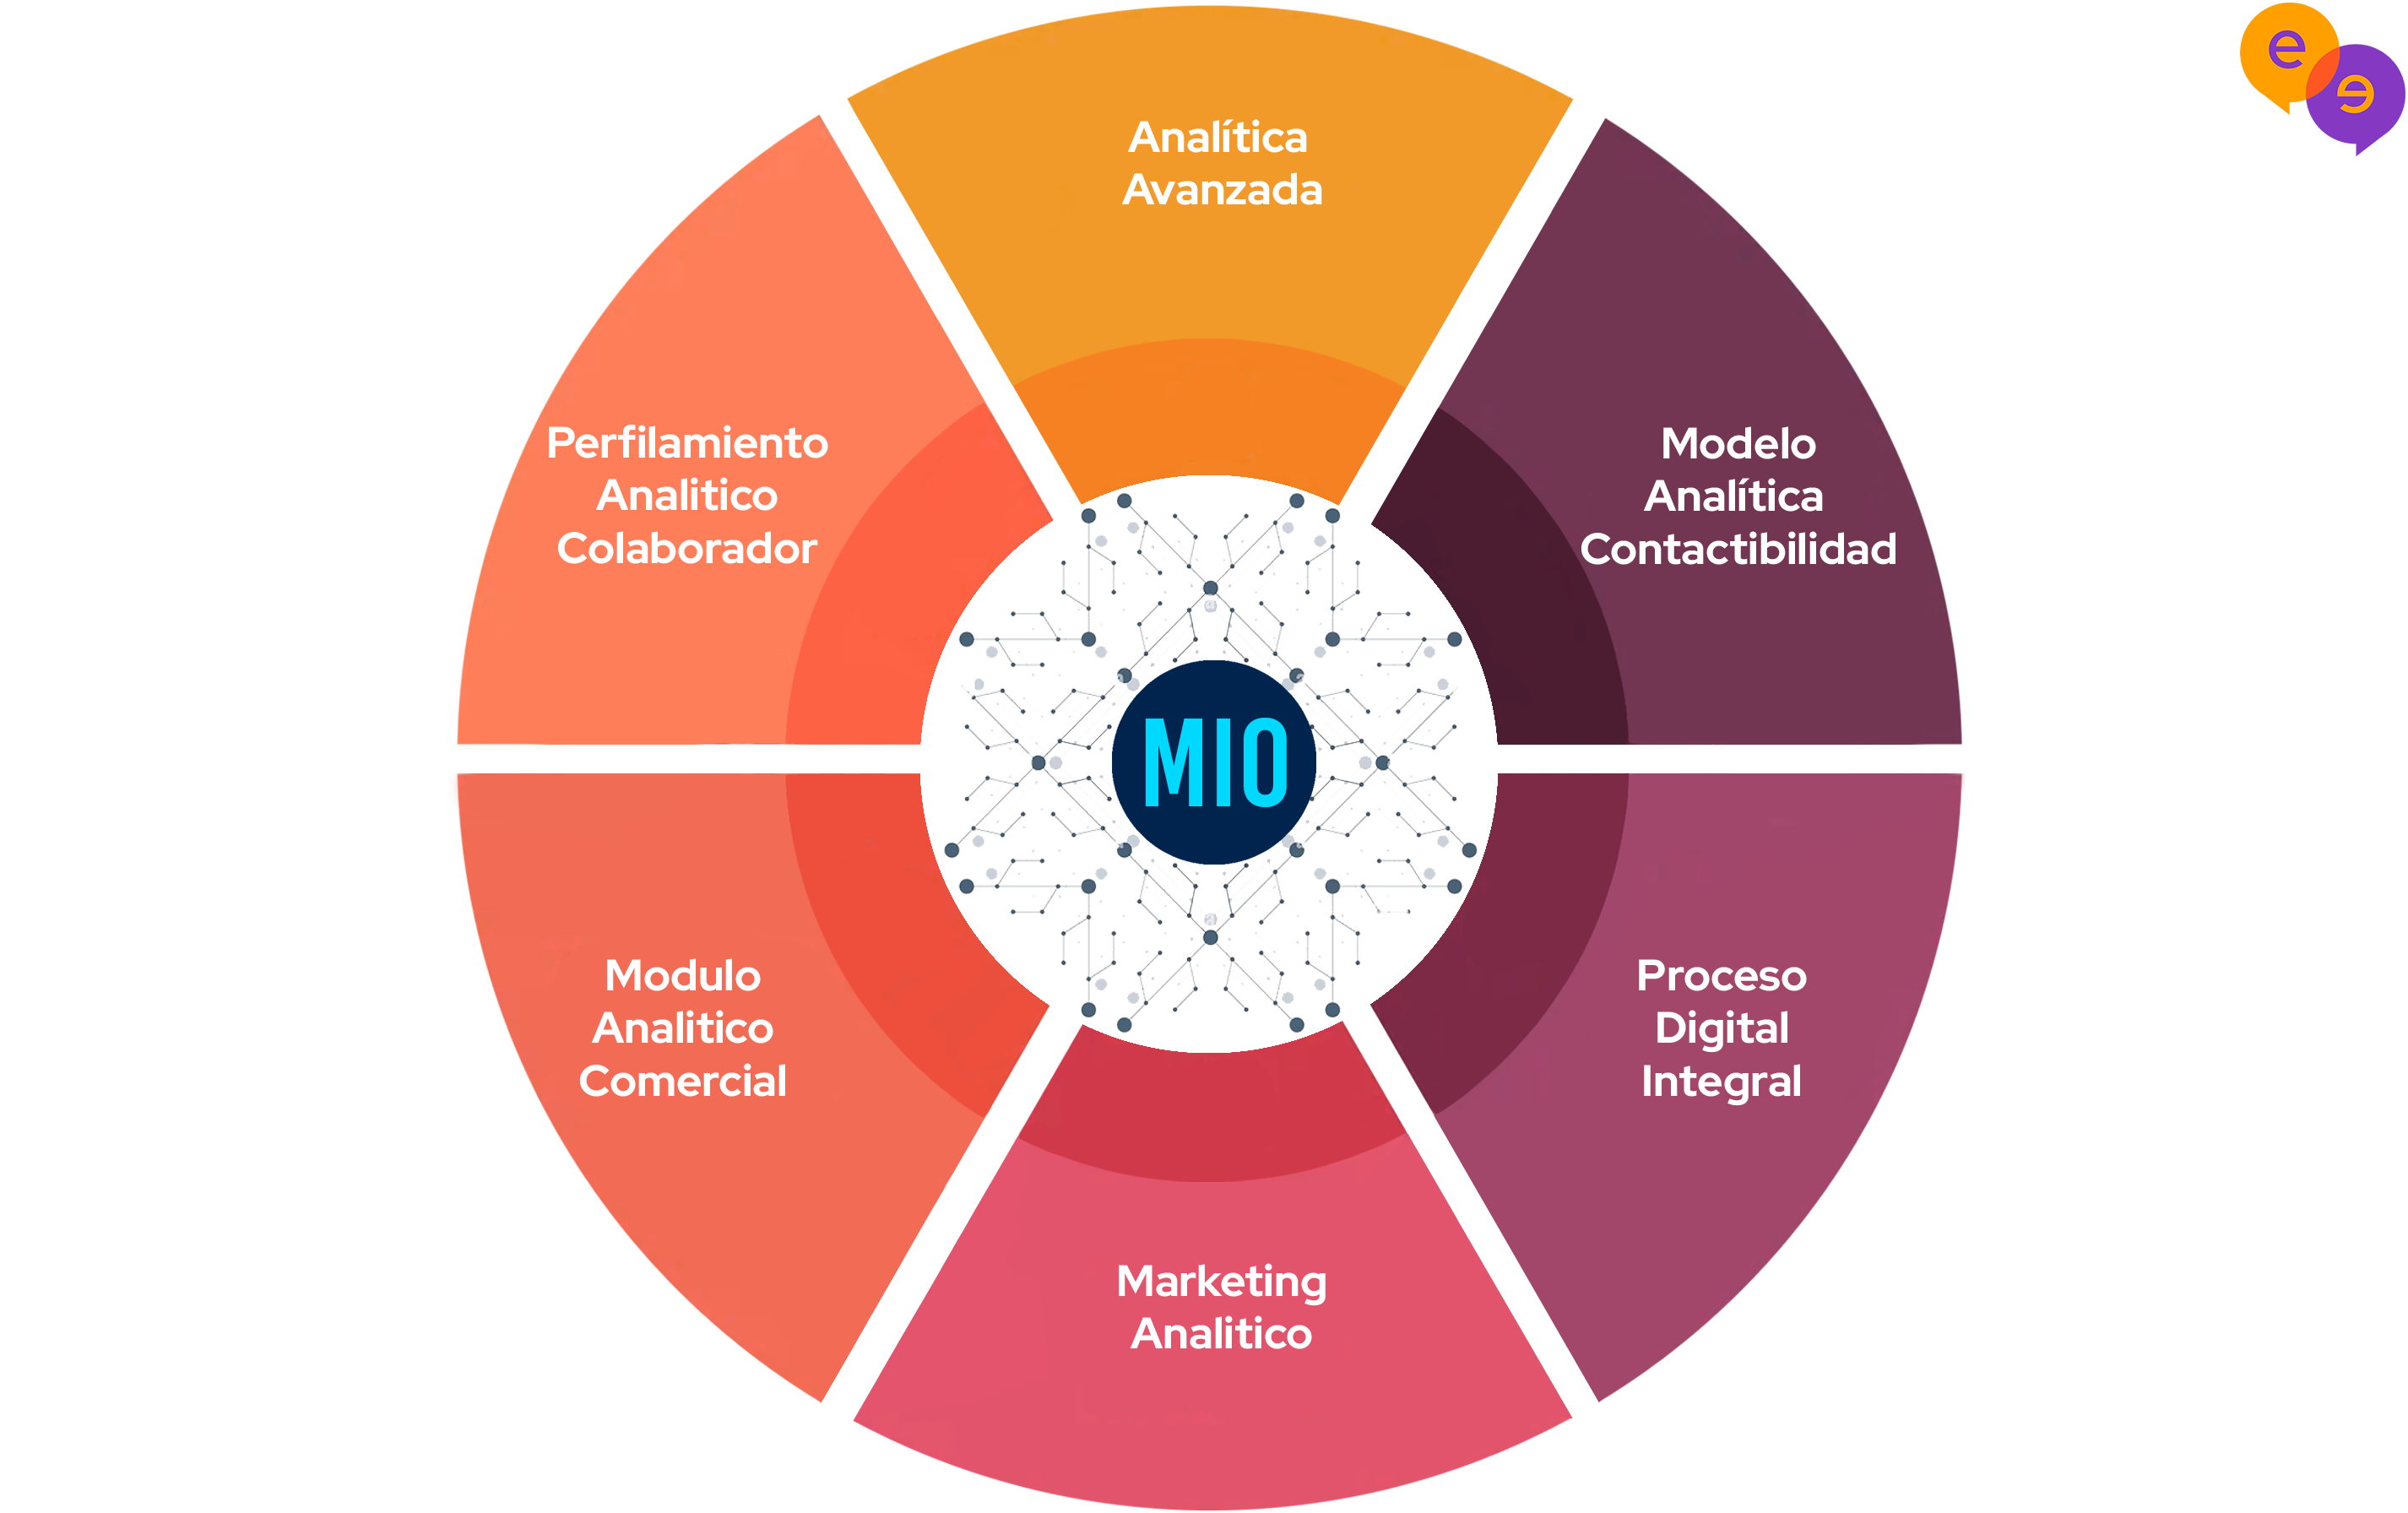 e
e
Analítica
Avanzada
Perfilamiento
Analitico
Colaborador
Modelo
Analítica
Contactibilidad
MIO
Modulo
Analitico
Comercial
Proceso
Digital
Integral
Marketing
Analitico